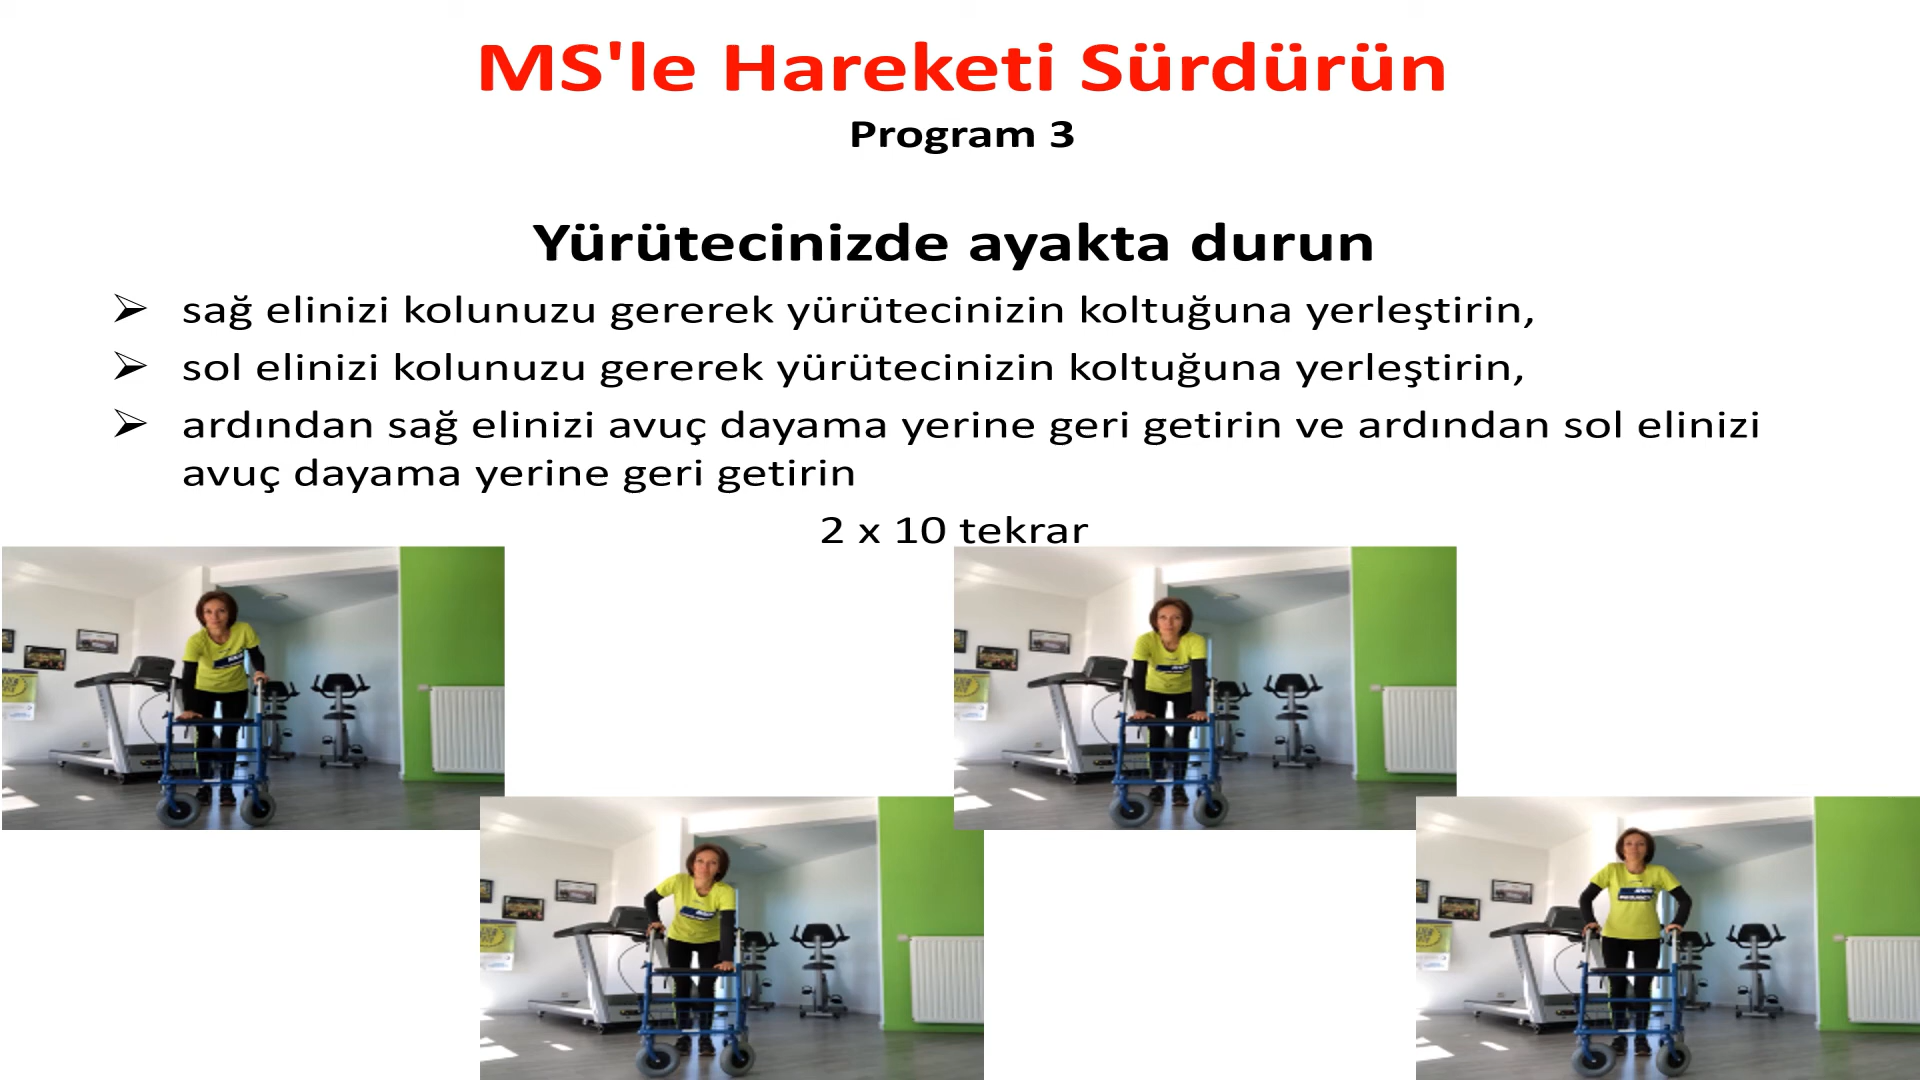 MS'le Hareketi Sürdürün
Program 3
Yürütecinizde ayakta durun
➢ sağ elinizi kolunuzu gererek yürütecinizin koltuğuna yerleştirin,
➢ sol elinizi kolunuzu gererek yürütecinizin koltuğuna yerleştirin,
➢ ardından sağ elinizi avuç dayama yerine geri getirin ve ardından sol elinizi
avuç dayama yerine geri getirin
2 x 10 tekrar